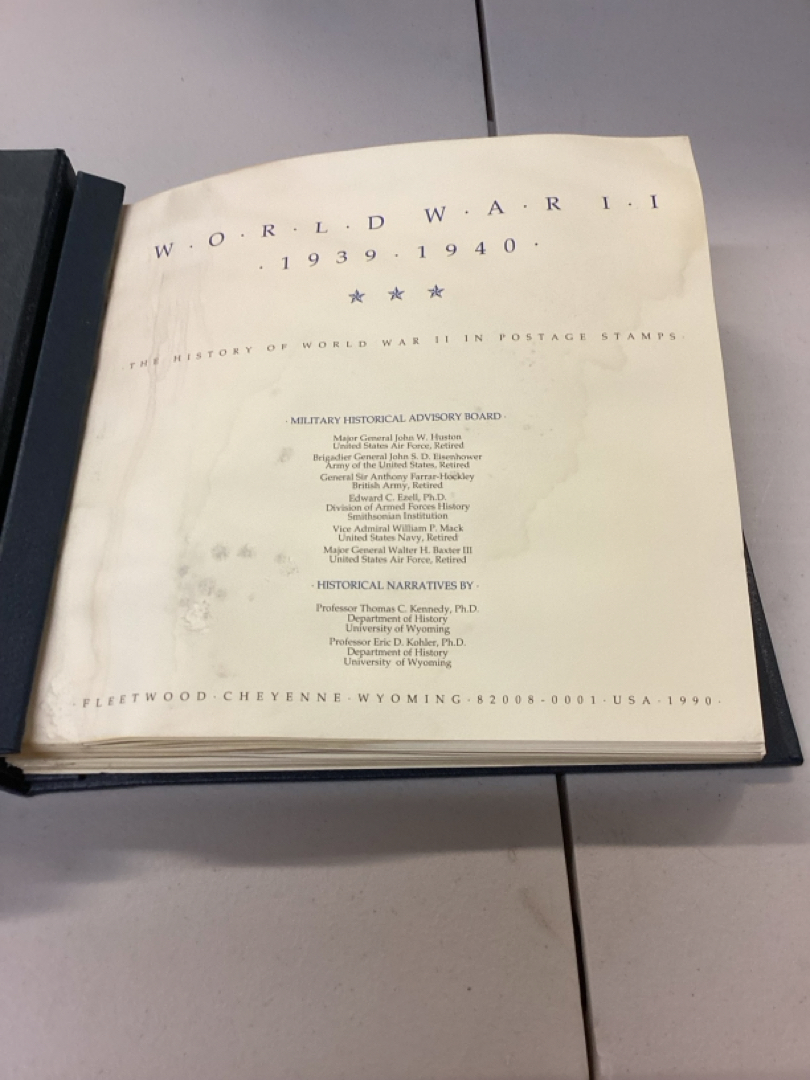 W·O·R·L·D W·A·R I·I
·1939·1940·
·THE HISTORY OF WORLD WAR II IN POSTAGE STAMPS·
·MILITARY HISTORICAL ADVISORY BOARD·
Major General John W. Huston
United States Air Force, Retired
Brigadier General John S. D. Eisenhower
Army of the United States, Retired
General Sir Anthony Farrar-Hockley
British Army, Retired
Edward C. Ezell, Ph.D.
Division of Armed Forces History
Smithsonian Institution
Vice Admiral William P. Mack
United States Navy, Retired
Major General Walter H. Baxter III
United States Air Force, Retired
·HISTORICAL NARRATIVES BY·
Professor Thomas C. Kennedy, Ph.D.
Department of History
University of Wyoming
Professor Eric D. Kohler, Ph.D.
Department of History
University of Wyoming
·FLEETWOOD·CHEYENNE·WYOMING·82008-0001·USA·1990·